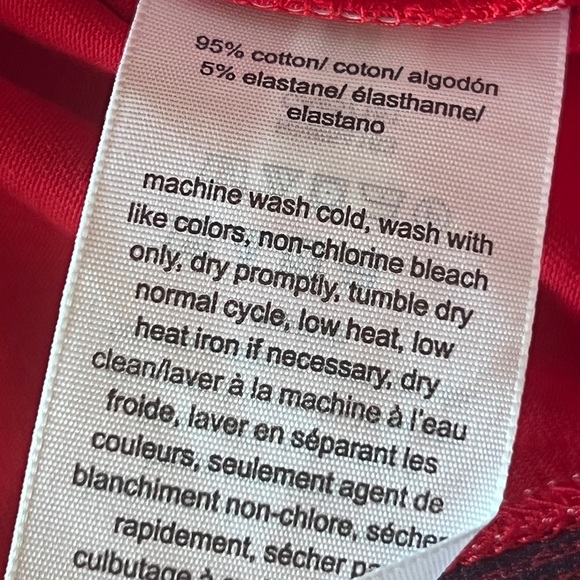 95% cotton/ coton/ algodón
5% elastane/ élasthanne/
elastano
machine wash cold, wash with
like colors, non-chlorine bleach
only, dry promptly, tumble dry
normal cycle, low heat, low
heat iron if necessary, dry
clean/laver à la machine à l'eau
froide, laver en séparant les
couleurs, seulement agent de
blanchiment non-chlore, sécher
rapidement, sécher
culbutage